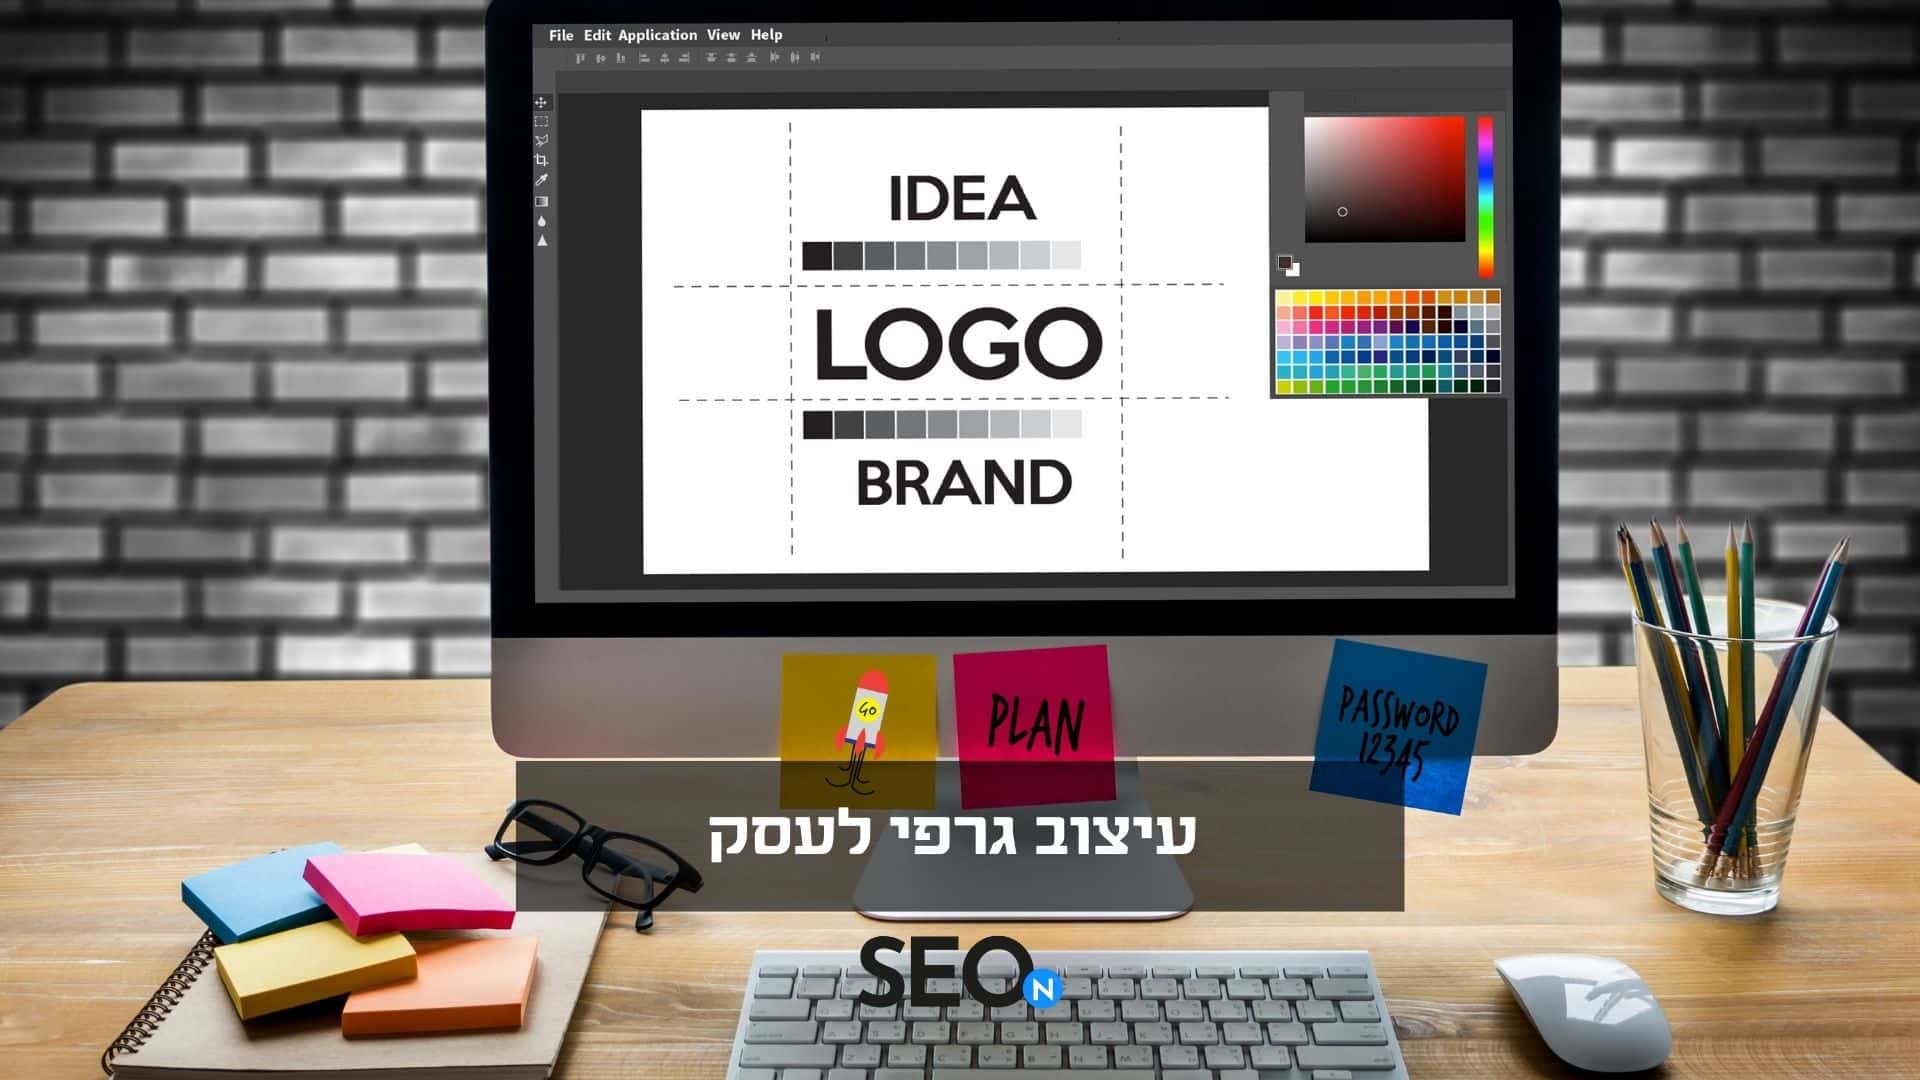 File Edit Application View Help
IDEA
LOGO
BRAND
GO
PLAN
PASSWORD
12345
עיצוב גרפי לעסק
SEO N